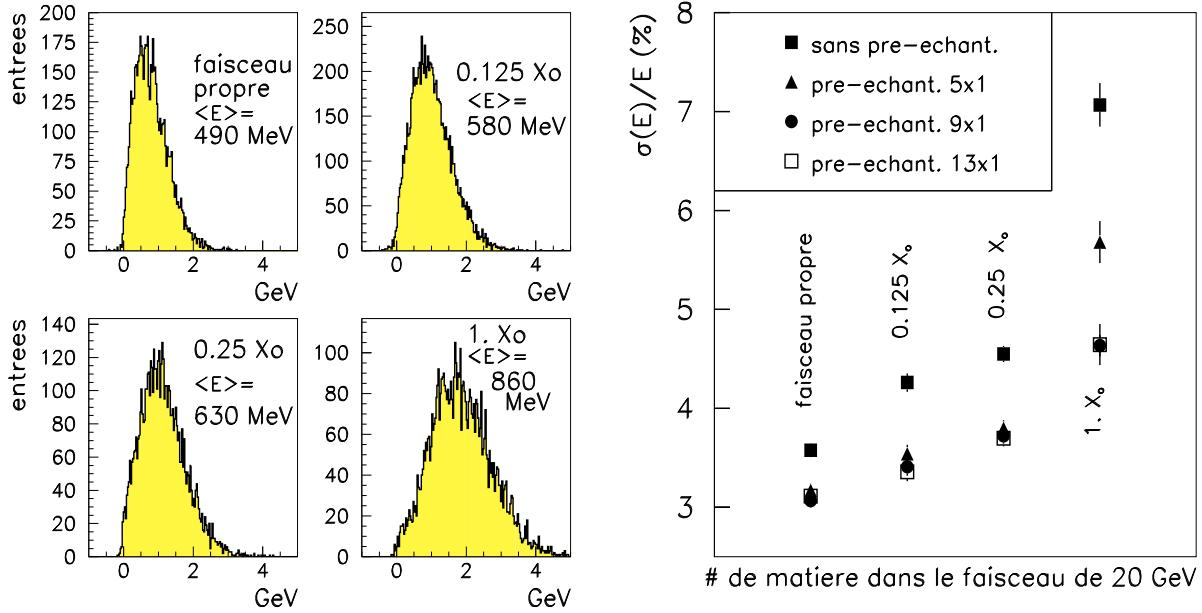 entrees
200
175
150
125
100
75
50
25
0
faisceau
propre
<E>=
490 MeV
0 2 4
GeV
250
200
150
100
50
0
0.125 Xo
<E>=
580 MeV
0 2 4
GeV
entrees
140
120
100
80
60
40
20
0
0.25 Xo
<E>=
630 MeV
0 2 4
GeV
100
80
60
40
20
0
1. Xo
<E>=
860
MeV
0 2 4
GeV
σ(E)/E (%)
8
7
6
5
4
3
sans pre-echant.
pre-echant. 5x1
pre-echant. 9x1
pre-echant. 13x1
faisceau propre
0.125 Xₒ
0.25 Xₒ
1. Xₒ
# de matiere dans le faisceau de 20 GeV